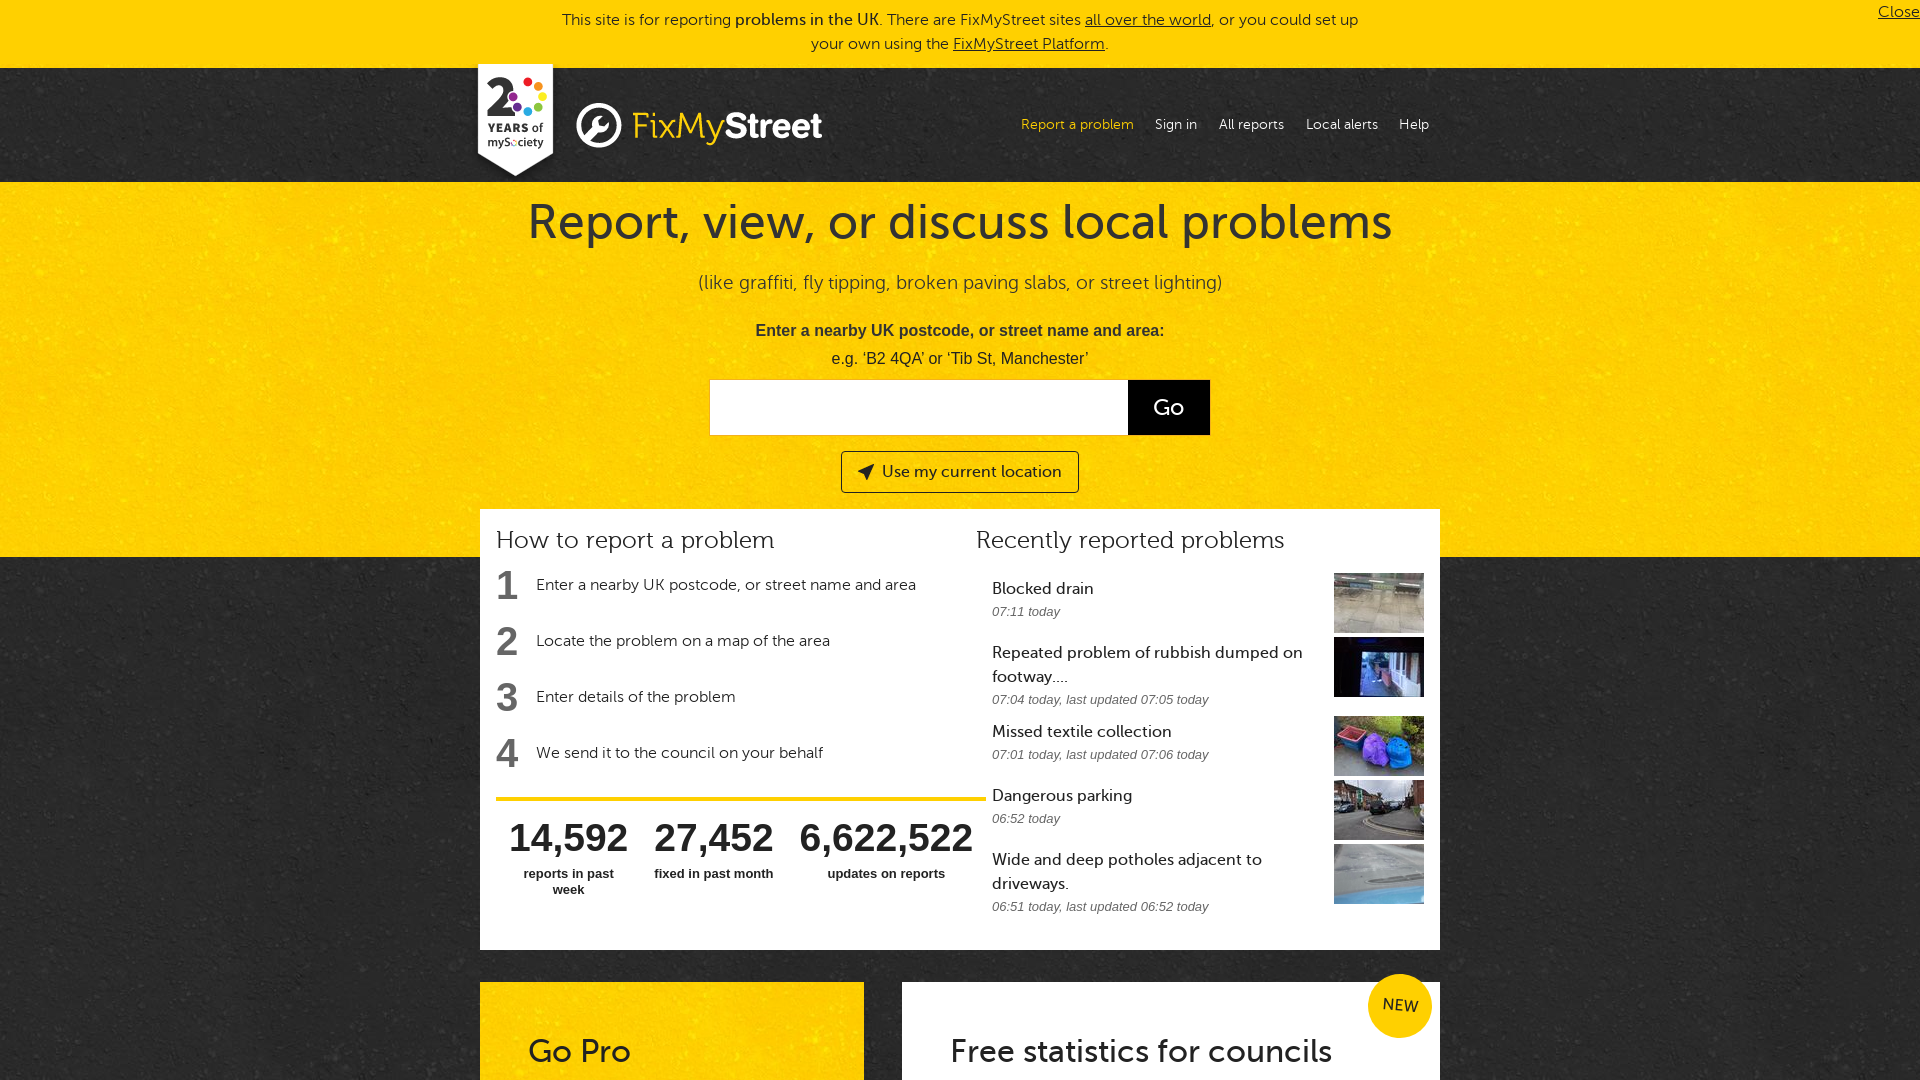 This site is for reporting problems in the UK. There are FixMyStreet sites all over the world, or you could set up
your own using the FixMyStreet Platform.
Close
20
YEARS of
mySociety
FixMyStreet
Report a problem
Sign in
All reports
Local alerts
Help
Report, view, or discuss local problems
(like graffiti, fly tipping, broken paving slabs, or street lighting)
Enter a nearby UK postcode, or street name and area:
e.g. ‘B2 4QA’ or ‘Tib St, Manchester’
Go
Use my current location
How to report a problem
1 Enter a nearby UK postcode, or street name and area
2 Locate the problem on a map of the area
3 Enter details of the problem
4 We send it to the council on your behalf
14,592
reports in past
week
27,452
fixed in past month
6,622,522
updates on reports
Recently reported problems
Blocked drain
07:11 today
Repeated problem of rubbish dumped on
footway....
07:04 today, last updated 07:05 today
Missed textile collection
07:01 today, last updated 07:06 today
Dangerous parking
06:52 today
Wide and deep potholes adjacent to
driveways.
06:51 today, last updated 06:52 today
Go Pro
NEW
Free statistics for councils